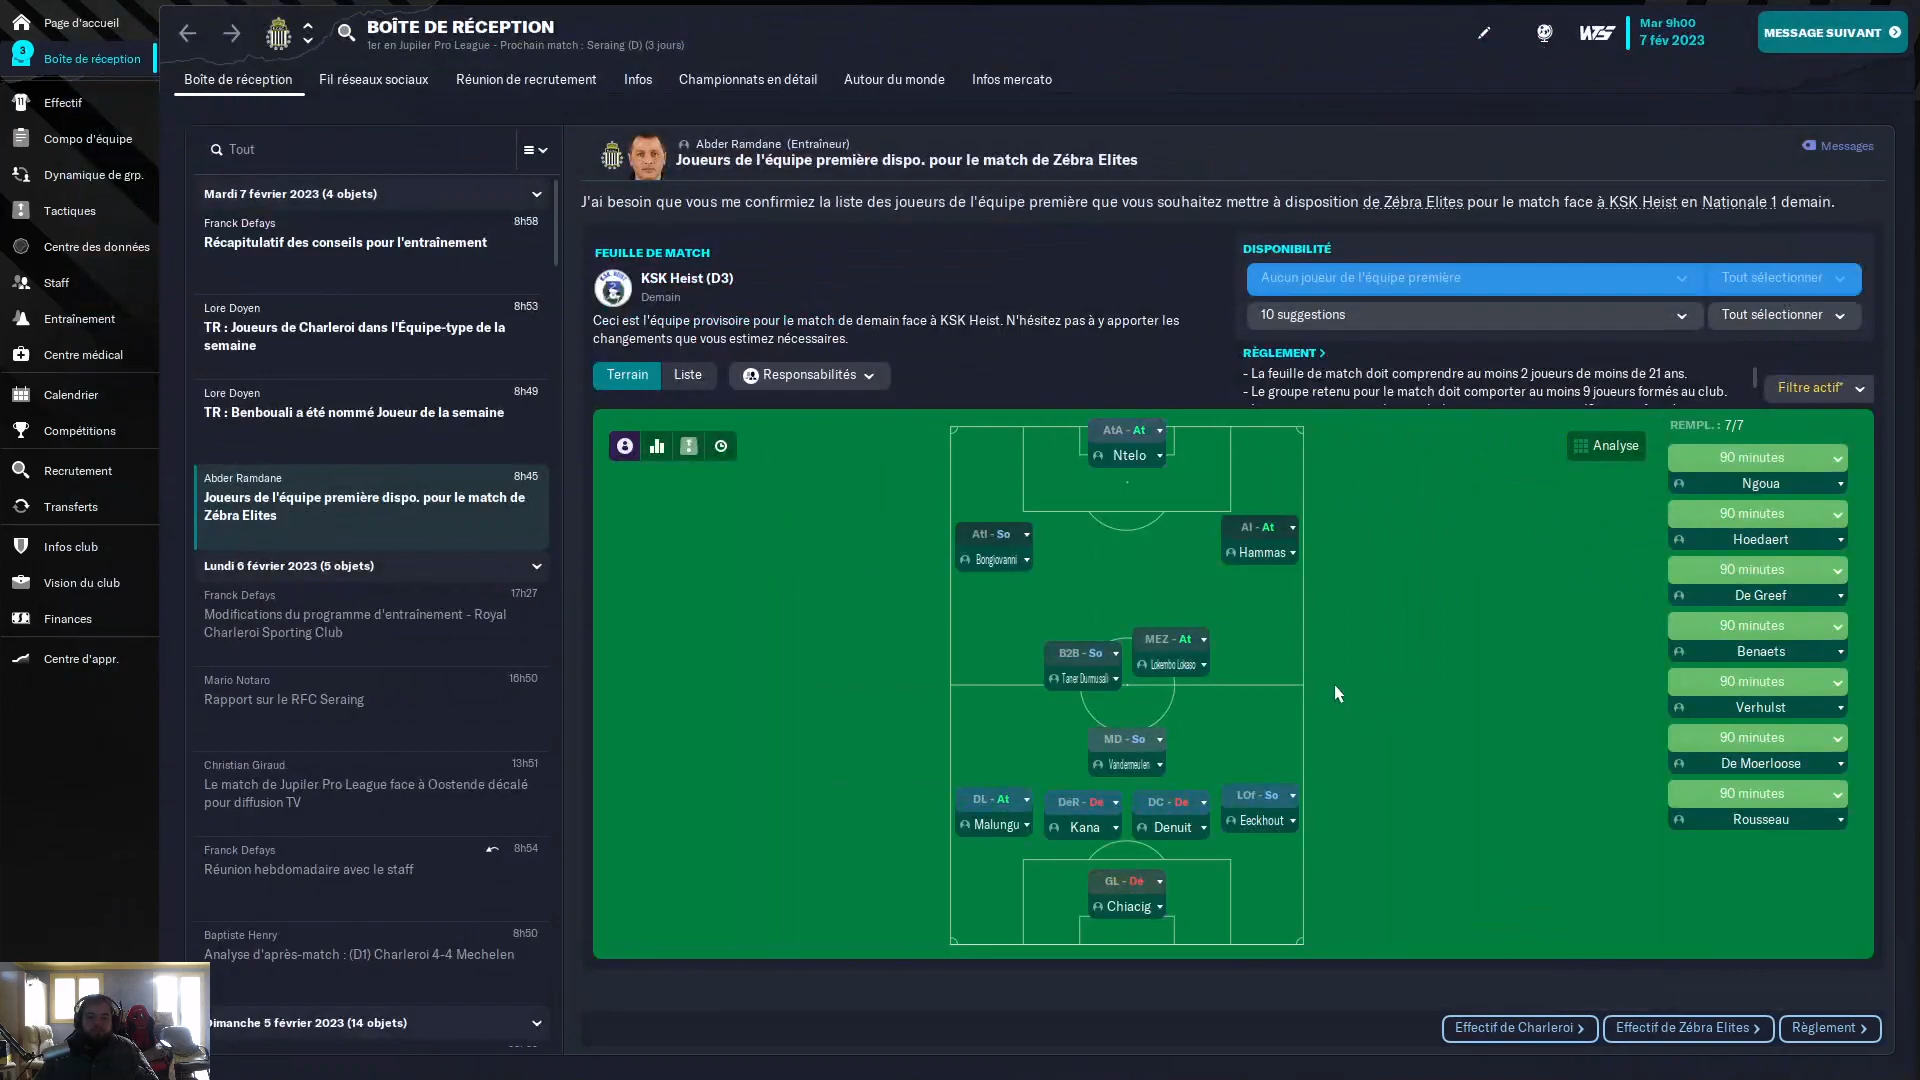 Page d'accueil
3
Boîte de réception
Effectif
Compo d'équipe
Dynamique de grp.
Tactiques
Centre des données
Staff
Entraînement
Centre médical
Calendrier
Compétitions
Recrutement
Transferts
Infos club
Vision du club
Finances
Centre d'appr.
BOÎTE DE RÉCEPTION
1er en Jupiler Pro League - Prochain match : Seraing (D) (3 jours)
Mar 9h00
7 fév 2023
MESSAGE SUIVANT
Boîte de réception
Fil réseaux sociaux
Réunion de recrutement
Infos
Championnats en détail
Autour du monde
Infos mercato
Tout
Mardi 7 février 2023 (4 objets)
Franck Defays 8h58
Récapitulatif des conseils pour l'entraînement
Lore Doyen 8h53
TR : Joueurs de Charleroi dans l'Équipe-type de la
semaine
Lore Doyen 8h49
TR : Benbouali a été nommé Joueur de la semaine
Abder Ramdane 8h45
Joueurs de l'équipe première dispo. pour le match de
Zébra Elites
Lundi 6 février 2023 (5 objets)
Franck Defays 17h27
Modifications du programme d'entraînement - Royal
Charleroi Sporting Club
Mario Notaro 16h50
Rapport sur le RFC Seraing
Christian Giraud 13h51
Le match de Jupiler Pro League face à Oostende décalé
pour diffusion TV
Franck Defays 8h54
Réunion hebdomadaire avec le staff
Baptiste Henry 8h50
Analyse d'après-match : (D1) Charleroi 4-4 Mechelen
Dimanche 5 février 2023 (14 objets)
Abder Ramdane (Entraîneur)
Joueurs de l'équipe première dispo. pour le match de Zébra Elites
Messages
J'ai besoin que vous me confirmiez la liste des joueurs de l'équipe première que vous souhaitez mettre à disposition de Zébra Elites pour le match face à KSK Heist en Nationale 1 demain.
FEUILLE DE MATCH
KSK Heist (D3)
Demain
Ceci est l'équipe provisoire pour le match de demain face à KSK Heist. N'hésitez pas à y apporter les
changements que vous estimez nécessaires.
Terrain
Liste
Responsabilités
DISPONIBILITÉ
Aucun joueur de l'équipe première
Tout sélectionner
10 suggestions
Tout sélectionner
RÈGLEMENT >
- La feuille de match doit comprendre au moins 2 joueurs de moins de 21 ans.
- Le groupe retenu pour le match doit comporter au moins 9 joueurs formés au club.
Filtre actif*
Analyse
AtA - At
Ntelo
AtI - So
Bongiovanni
AI - At
Hammas
B2B - So
Taner Durmusali
MEZ - At
Lokembo Lokaso
MD - So
Vandermeulen
DL - At
Malungu
DeR - De
Kana
DC - De
Denuit
LOf - So
Eeckhout
GL - Dé
Chiacig
REMPL. : 7/7
90 minutes
Ngoua
90 minutes
Hoedaert
90 minutes
De Greef
90 minutes
Benaets
90 minutes
Verhulst
90 minutes
De Moerloose
90 minutes
Rousseau
Effectif de Charleroi >
Effectif de Zébra Elites >
Règlement >